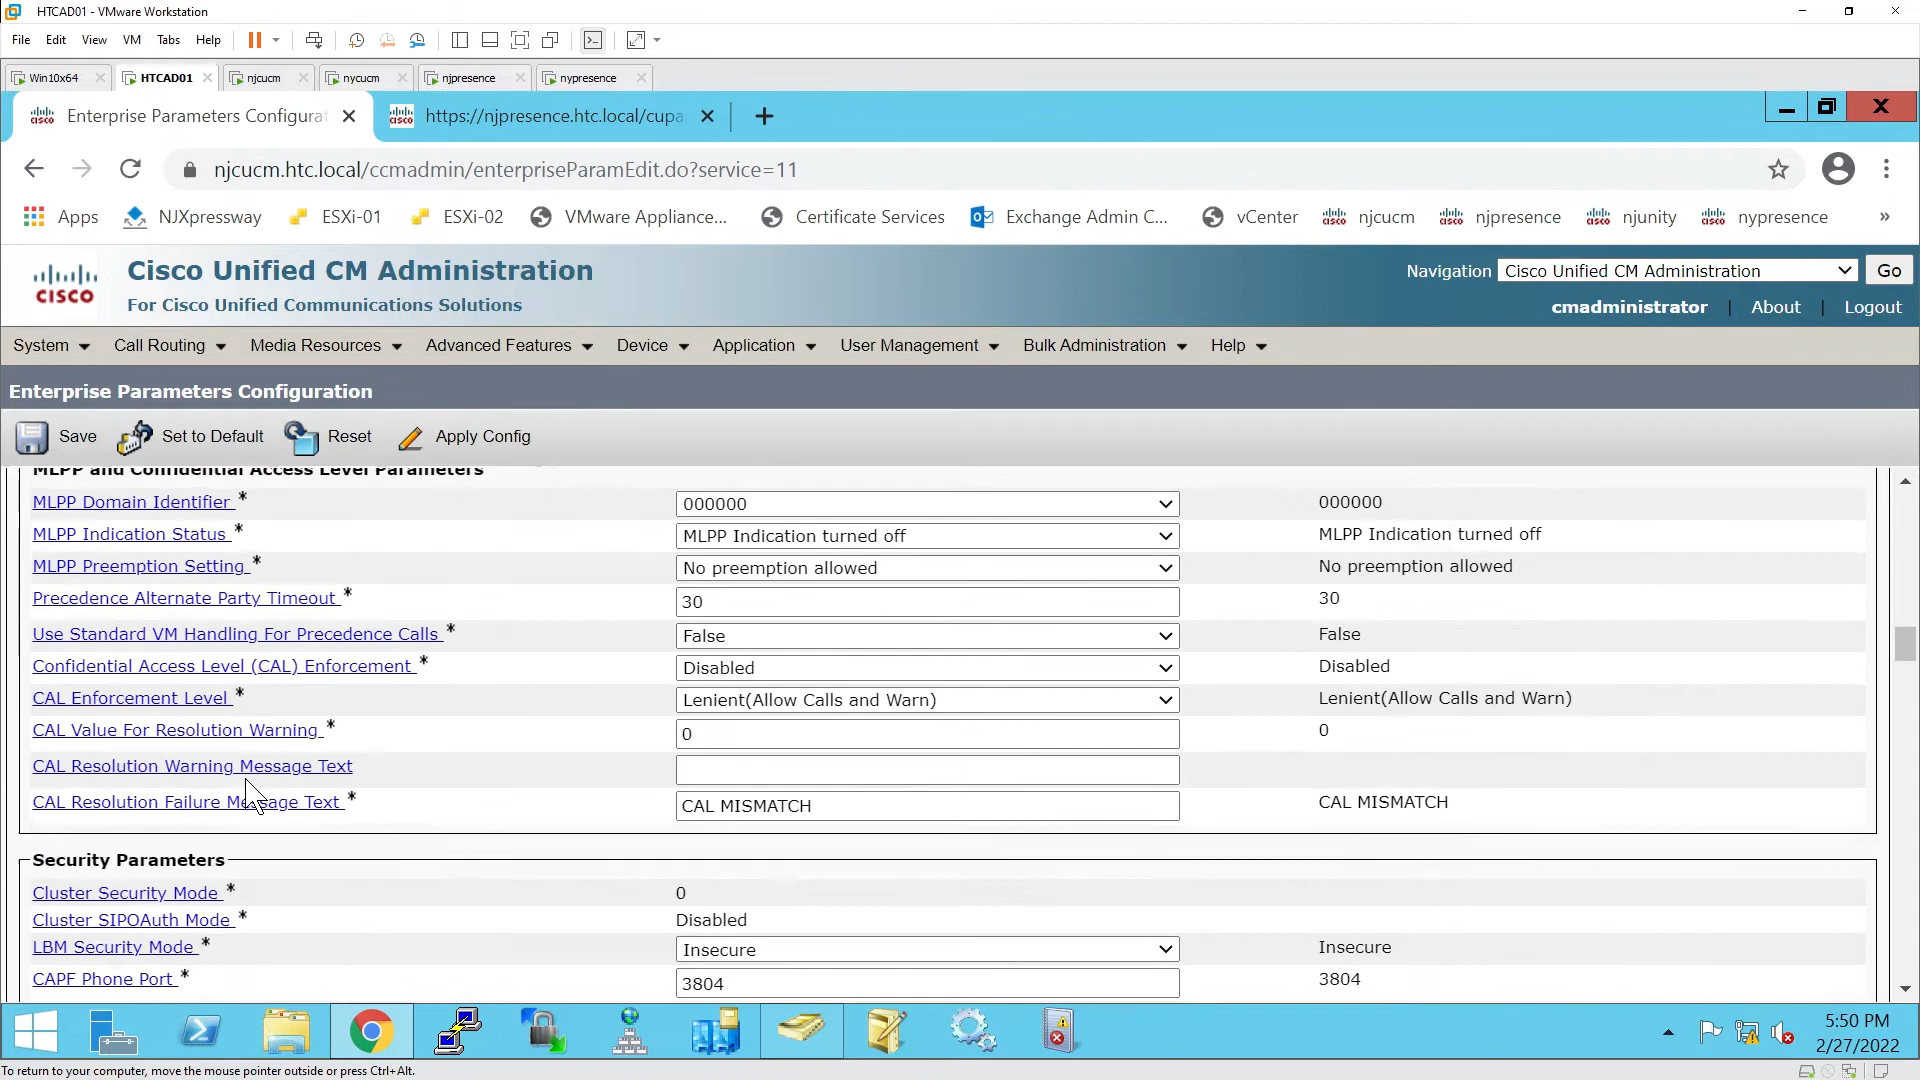 HTCAD01 - VMware Workstation
File Edit View VM Tabs Help
Win10x64 HTCAD01 njcucm nycucm njpresence nypresence
Enterprise Parameters Configurat https://njpresence.htc.local/cupa
njcucm.htc.local/ccmadmin/enterpriseParamEdit.do?service=11
Apps NJXpressway ESXi-01 ESXi-02 VMware Appliance... Certificate Services Exchange Admin C... vCenter njcucm njpresence njunity nypresence »
CISCO
Cisco Unified CM Administration
For Cisco Unified Communications Solutions
Navigation Cisco Unified CM Administration Go
cmadministrator | About | Logout
System Call Routing Media Resources Advanced Features Device Application User Management Bulk Administration Help
Enterprise Parameters Configuration
Save Set to Default Reset Apply Config
MLPP and Confidential Access Level Parameters
MLPP Domain Identifier * 000000 000000
MLPP Indication Status * MLPP Indication turned off MLPP Indication turned off
MLPP Preemption Setting * No preemption allowed No preemption allowed
Precedence Alternate Party Timeout * 30 30
Use Standard VM Handling For Precedence Calls * False False
Confidential Access Level (CAL) Enforcement * Disabled Disabled
CAL Enforcement Level * Lenient(Allow Calls and Warn) Lenient(Allow Calls and Warn)
CAL Value For Resolution Warning * 0 0
CAL Resolution Warning Message Text
CAL Resolution Failure Message Text * CAL MISMATCH CAL MISMATCH
Security Parameters
Cluster Security Mode * 0
Cluster SIPOAuth Mode * Disabled
LBM Security Mode * Insecure Insecure
CAPF Phone Port * 3804 3804
5:50 PM
2/27/2022
To return to your computer, move the mouse pointer outside or press Ctrl+Alt.